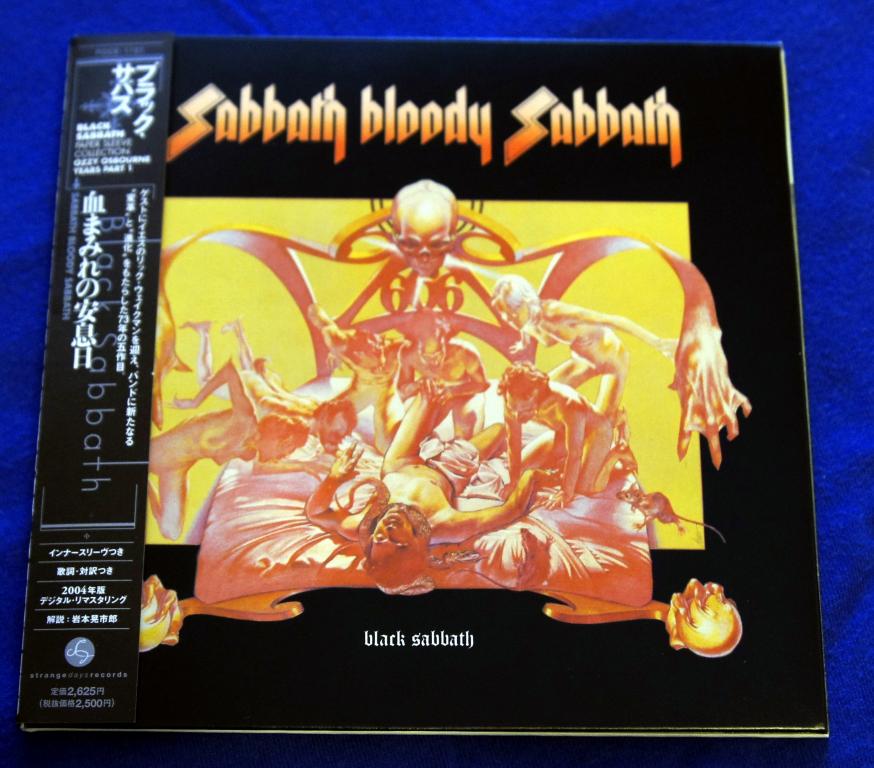 ブラック・
サバス
BLACK
SABBATH
PAPER SLEEVE
COLLECTION
OZZY OSBOURNE
YEARS PART 1
ゲストにイエスのリック・ウェイクマンを迎え、バンドに新たなる
“変革”と“進化”をもたらした73年の五作目。
血まみれの安息日
SABBATH BLOODY SABBATH
Black Sabbath
インナースリーヴつき
歌詞・対訳つき
2004年版
デジタル・リマスタリング
解説：岩本晃市郎
strangedaysrecords
定価2,625円
(税抜価格2,500円)
Sabbath bloody Sabbath
666
black sabbath